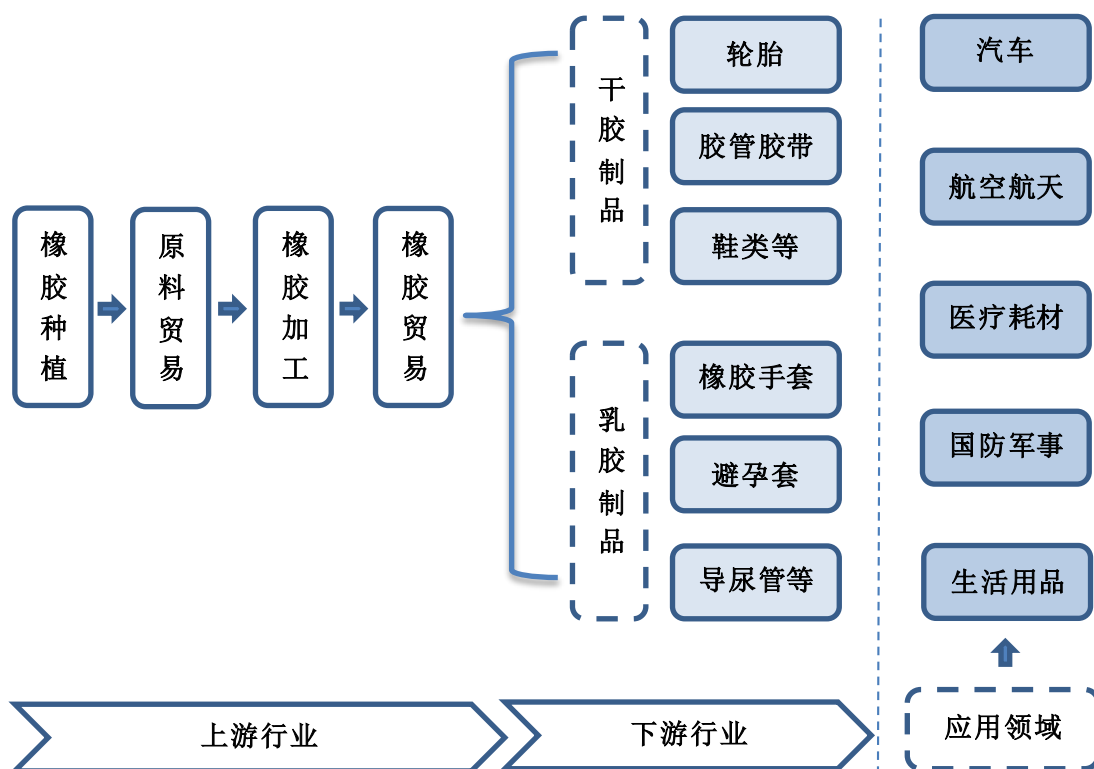 橡胶种植
原料贸易
橡胶加工
橡胶贸易
干胶制品
轮胎
胶管胶带
鞋类等
乳胶制品
橡胶手套
避孕套
导尿管等
汽车
航空航天
医疗耗材
国防军事
生活用品
上游行业
下游行业
应用领域